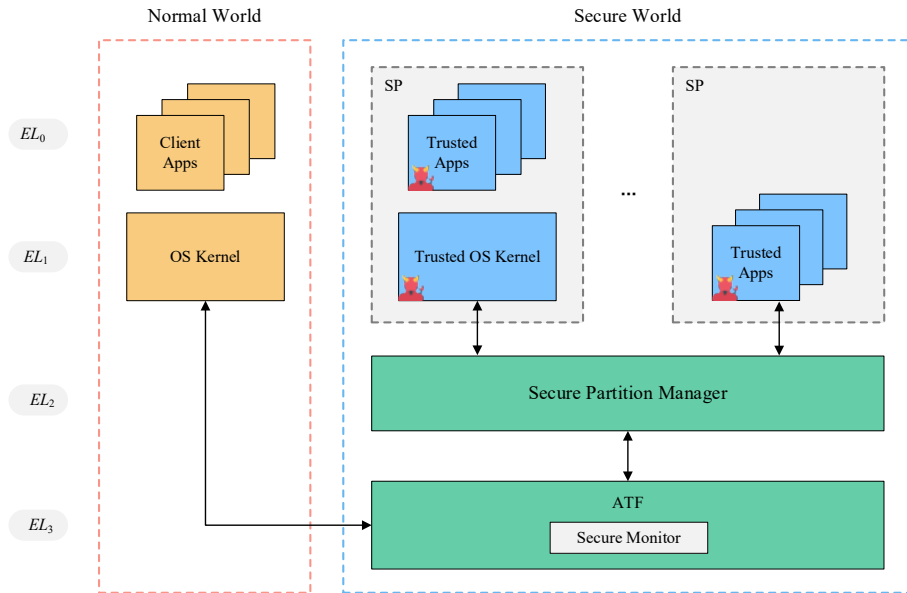 Normal World
Secure World
SP
SP
EL0
Client
Apps
Trusted
Apps
...
EL1
OS Kernel
Trusted OS Kernel
Trusted
Apps
EL2
Secure Partition Manager
EL3
ATF
Secure Monitor